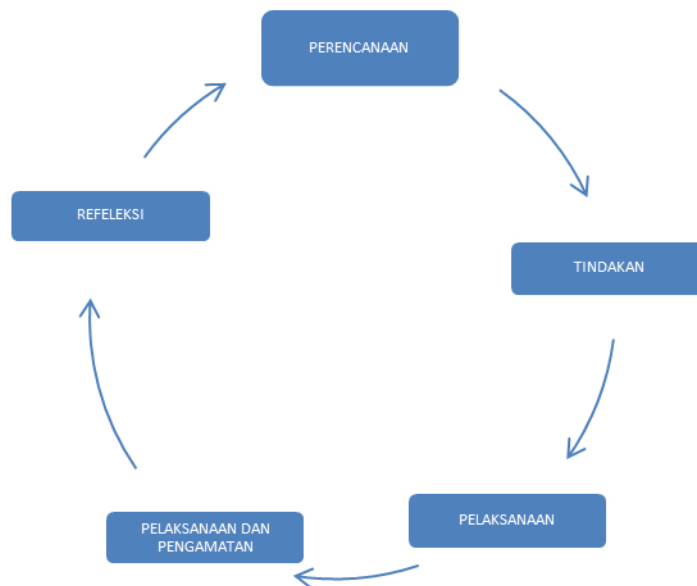 PERENCANAAN
TINDAKAN
PELAKSANAAN
PELAKSANAAN DAN
PENGAMATAN
REFELEKSI